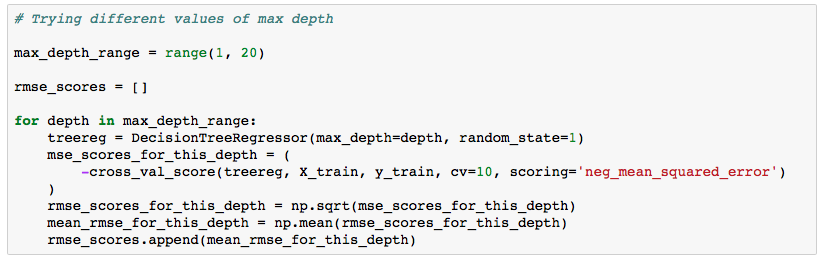 # Trying different values of max depth
max_depth_range = range(1, 20)
rmse_scores = []
for depth in max_depth_range:
    treereg = DecisionTreeRegressor(max_depth=depth, random_state=1)
    mse_scores_for_this_depth = (
        -cross_val_score(treereg, X_train, y_train, cv=10, scoring='neg_mean_squared_error')
    )
    rmse_scores_for_this_depth = np.sqrt(mse_scores_for_this_depth)
    mean_rmse_for_this_depth = np.mean(rmse_scores_for_this_depth)
    rmse_scores.append(mean_rmse_for_this_depth)